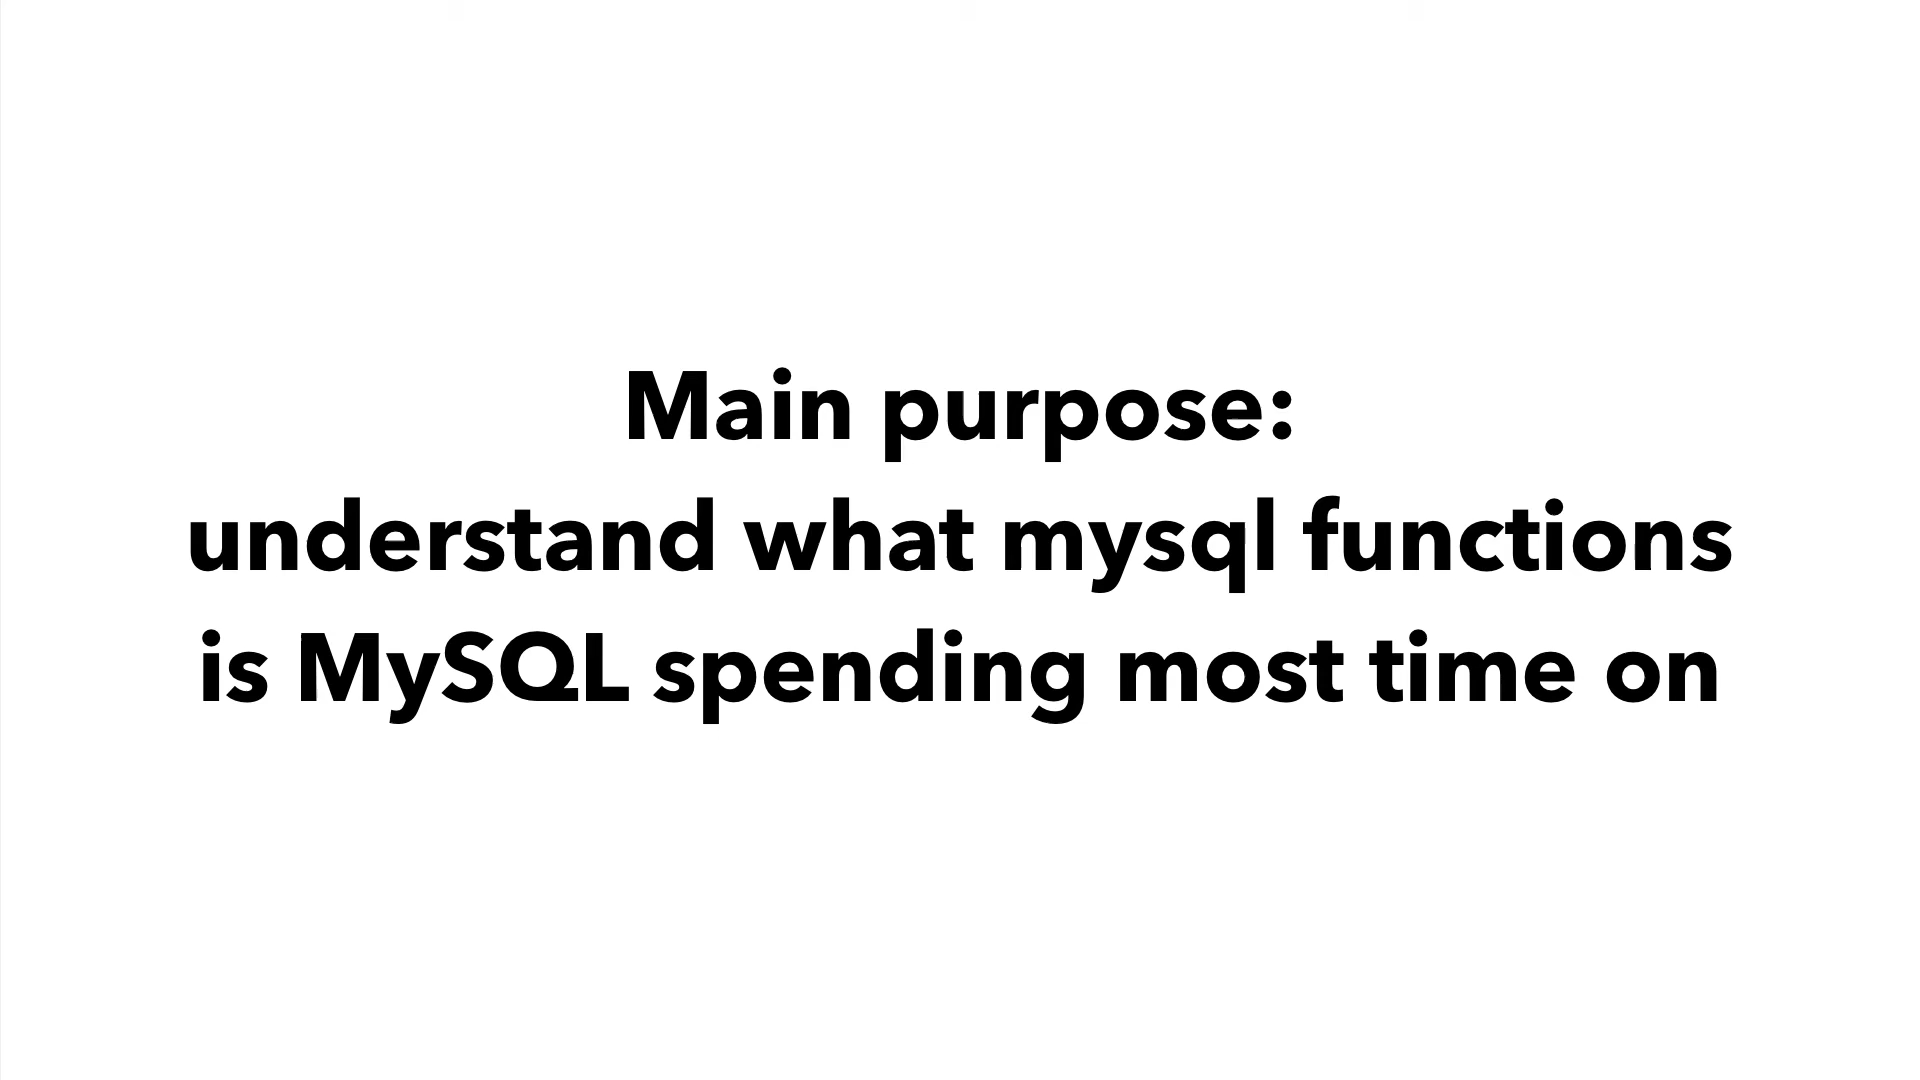 Main purpose:
understand what mysql functions
is MySQL spending most time on